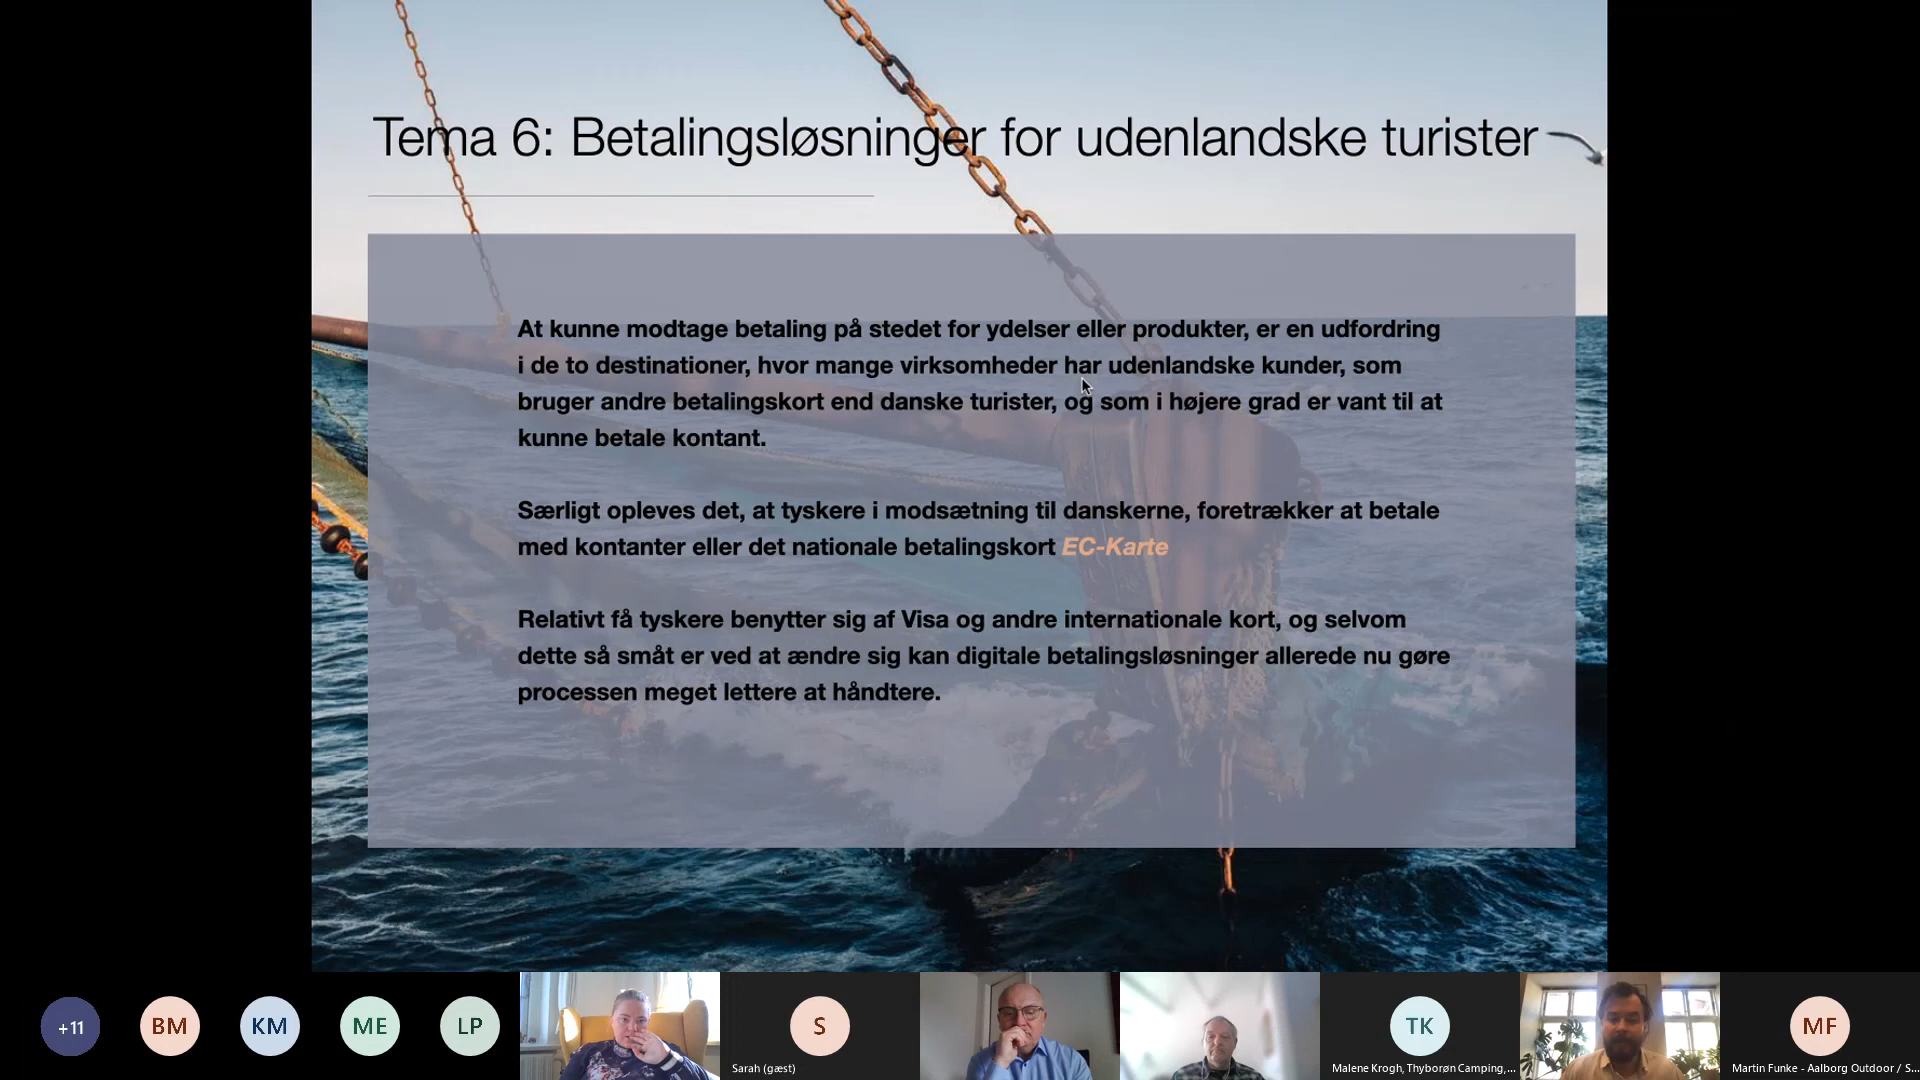 Tema 6: Betalingsløsninger for udenlandske turister
At kunne modtage betaling på stedet for ydelser eller produkter, er en udfordring
i de to destinationer, hvor mange virksomheder har udenlandske kunder, som
bruger andre betalingskort end danske turister, og som i højere grad er vant til at
kunne betale kontant.
Særligt opleves det, at tyskere i modsætning til danskerne, foretrækker at betale
med kontanter eller det nationale betalingskort EC-Karte
Relativt få tyskere benytter sig af Visa og andre internationale kort, og selvom
dette så småt er ved at ændre sig kan digitale betalingsløsninger allerede nu gøre
processen meget lettere at håndtere.
+11
BM
KM
ME
LP
S
Sarah (gæst)
TK
Malene Krogh, Thyborøn Camping,...
MF
Martin Funke - Aalborg Outdoor / S...